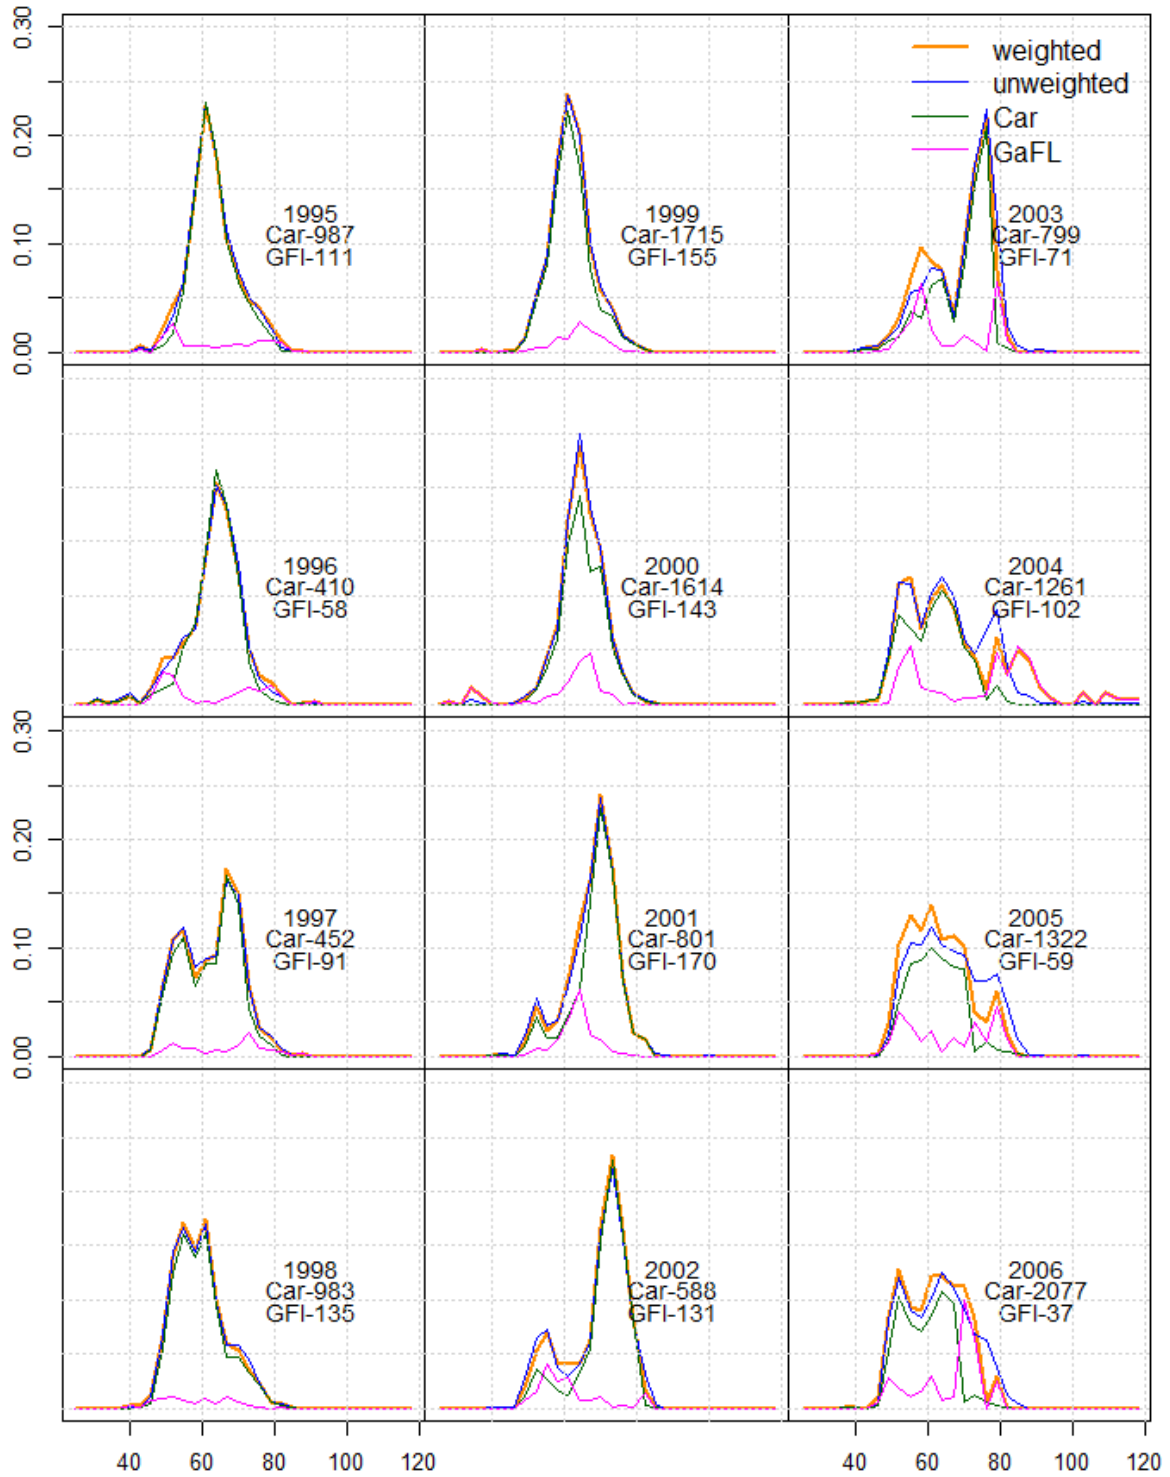 0.30
0.20
0.10
0.00
weighted
unweighted
Car
GaFL
1995
Car-987
GFI-111
1999
Car-1715
GFI-155
2003
Car-799
GFI-71
1996
Car-410
GFI-58
2000
Car-1614
GFI-143
2004
Car-1261
GFI-102
0.30
0.20
0.10
0.00
1997
Car-452
GFI-91
2001
Car-801
GFI-170
2005
Car-1322
GFI-59
1998
Car-983
GFI-135
2002
Car-588
GFI-131
2006
Car-2077
GFI-37
40 60 80 100 120
40 60 80 100 120